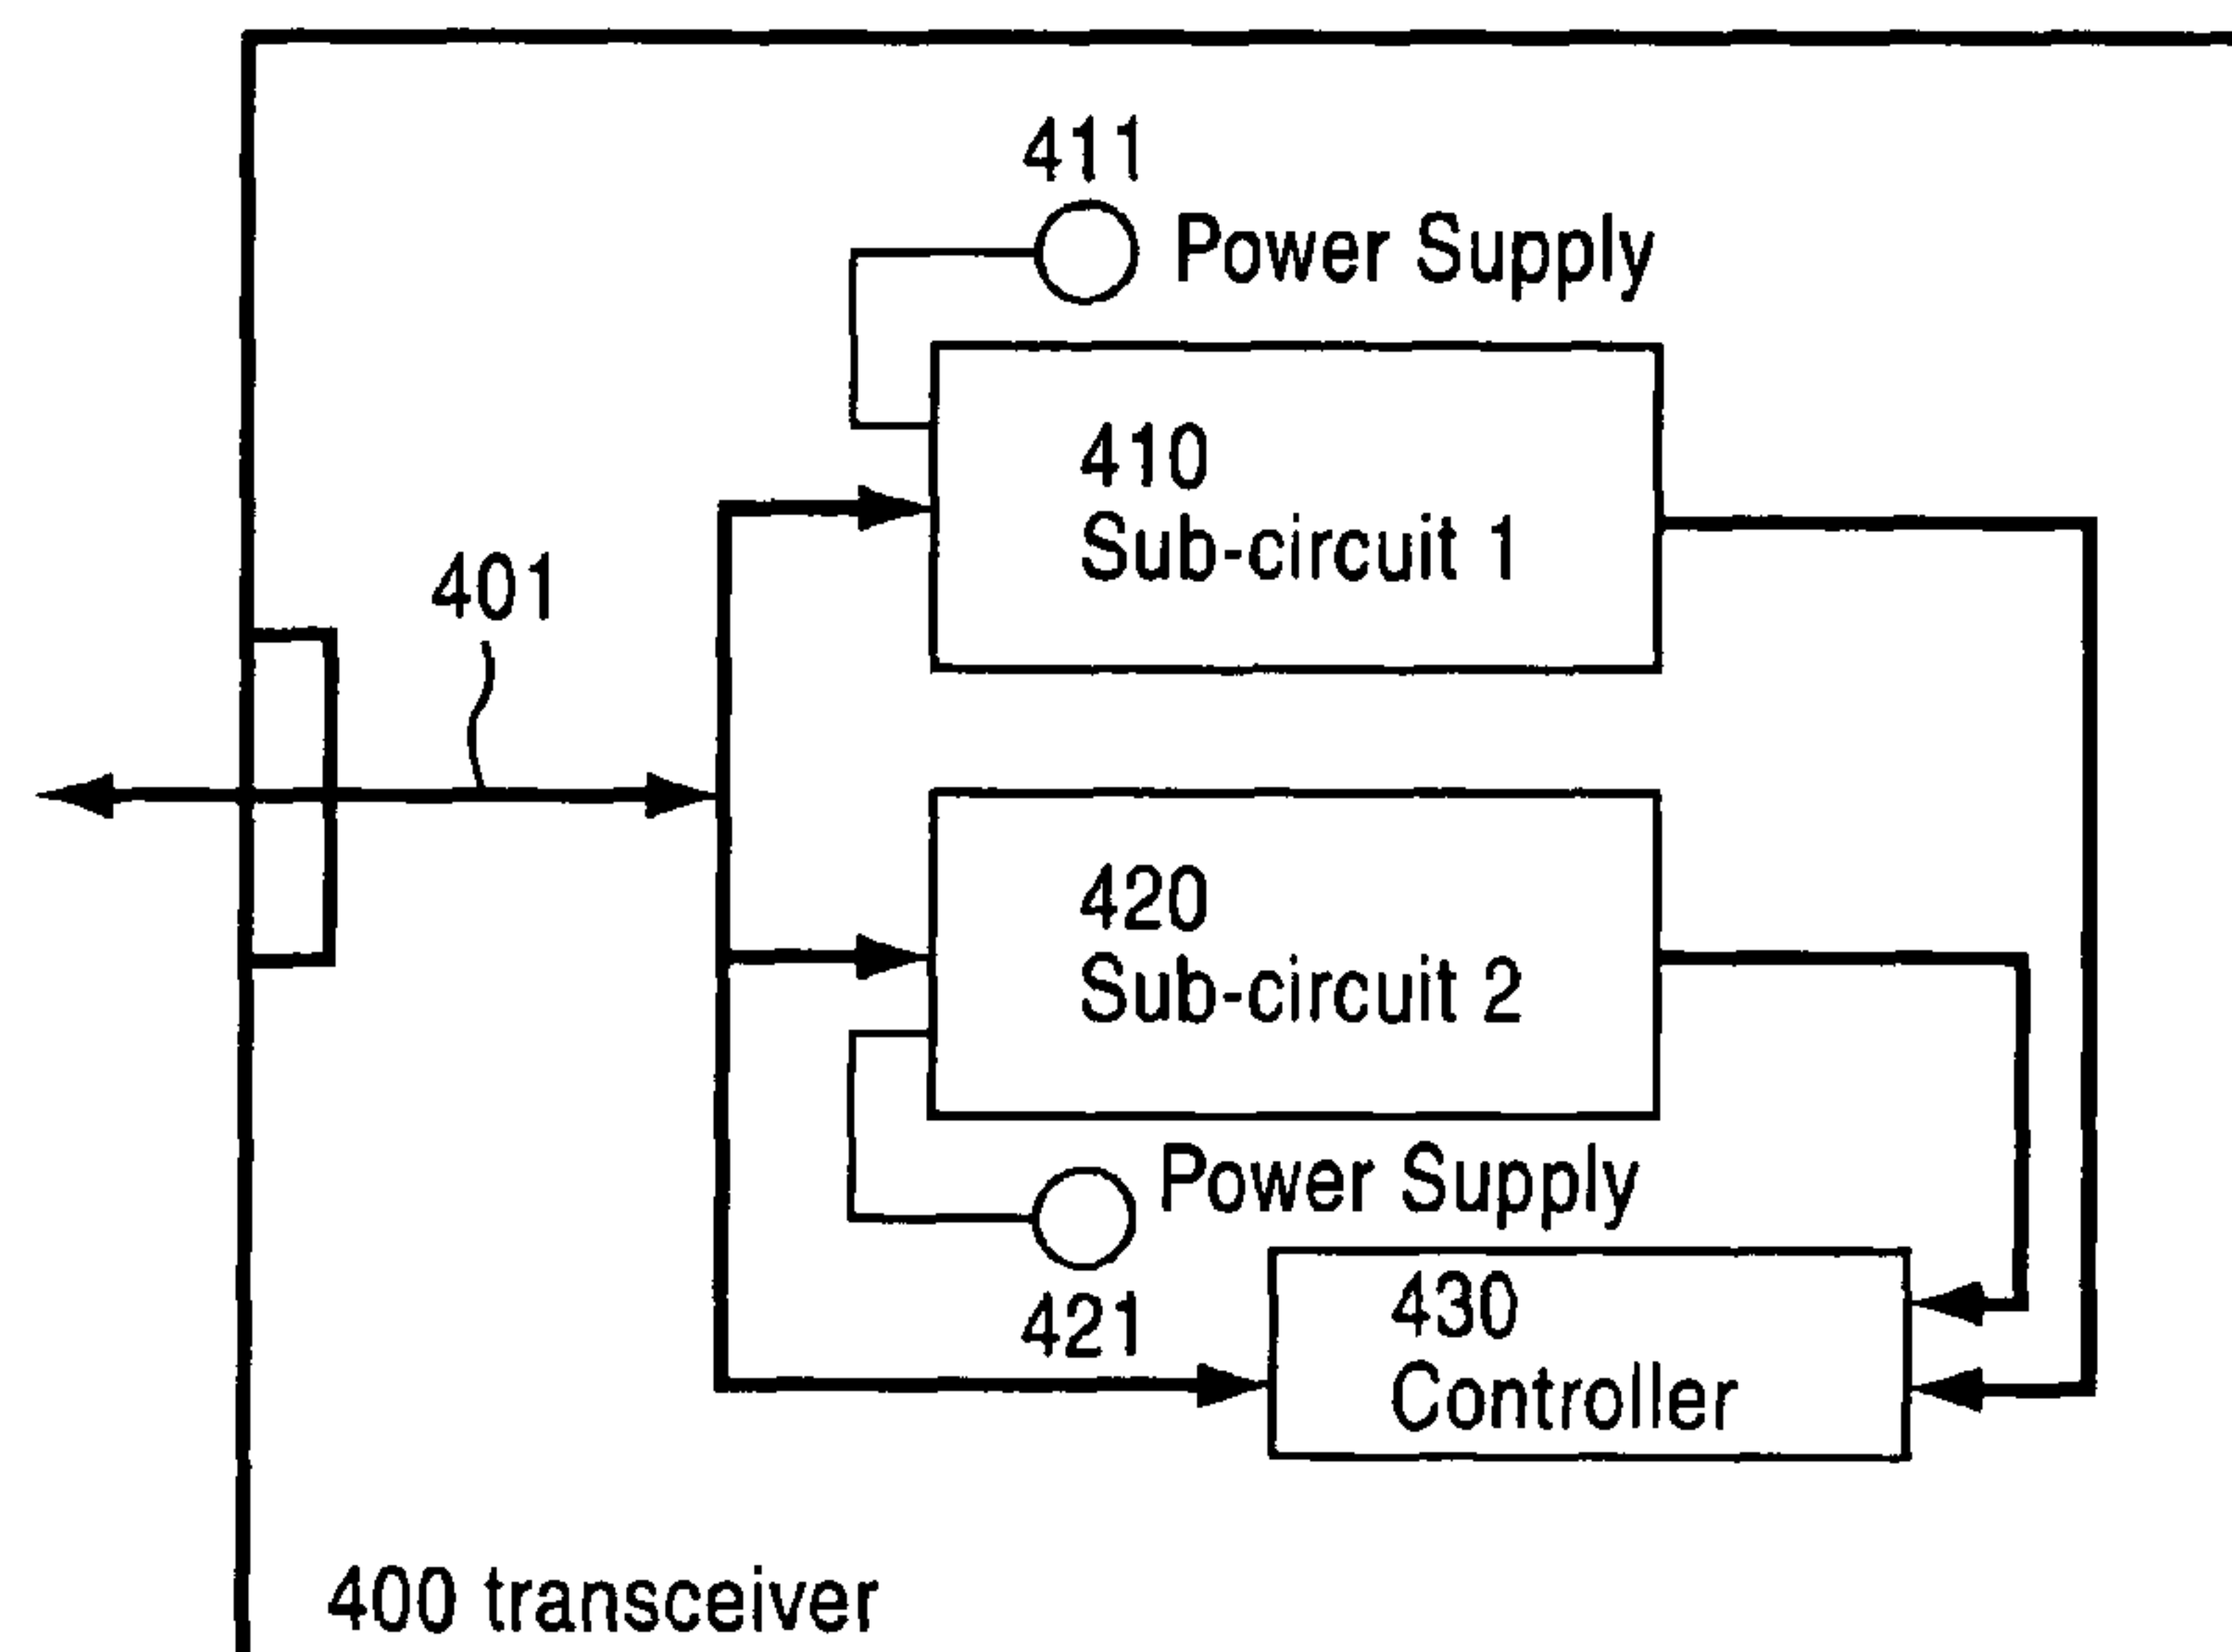 411
Power Supply
410
Sub-circuit 1
401
420
Sub-circuit 2
Power Supply
421
430
Controller
400 transceiver